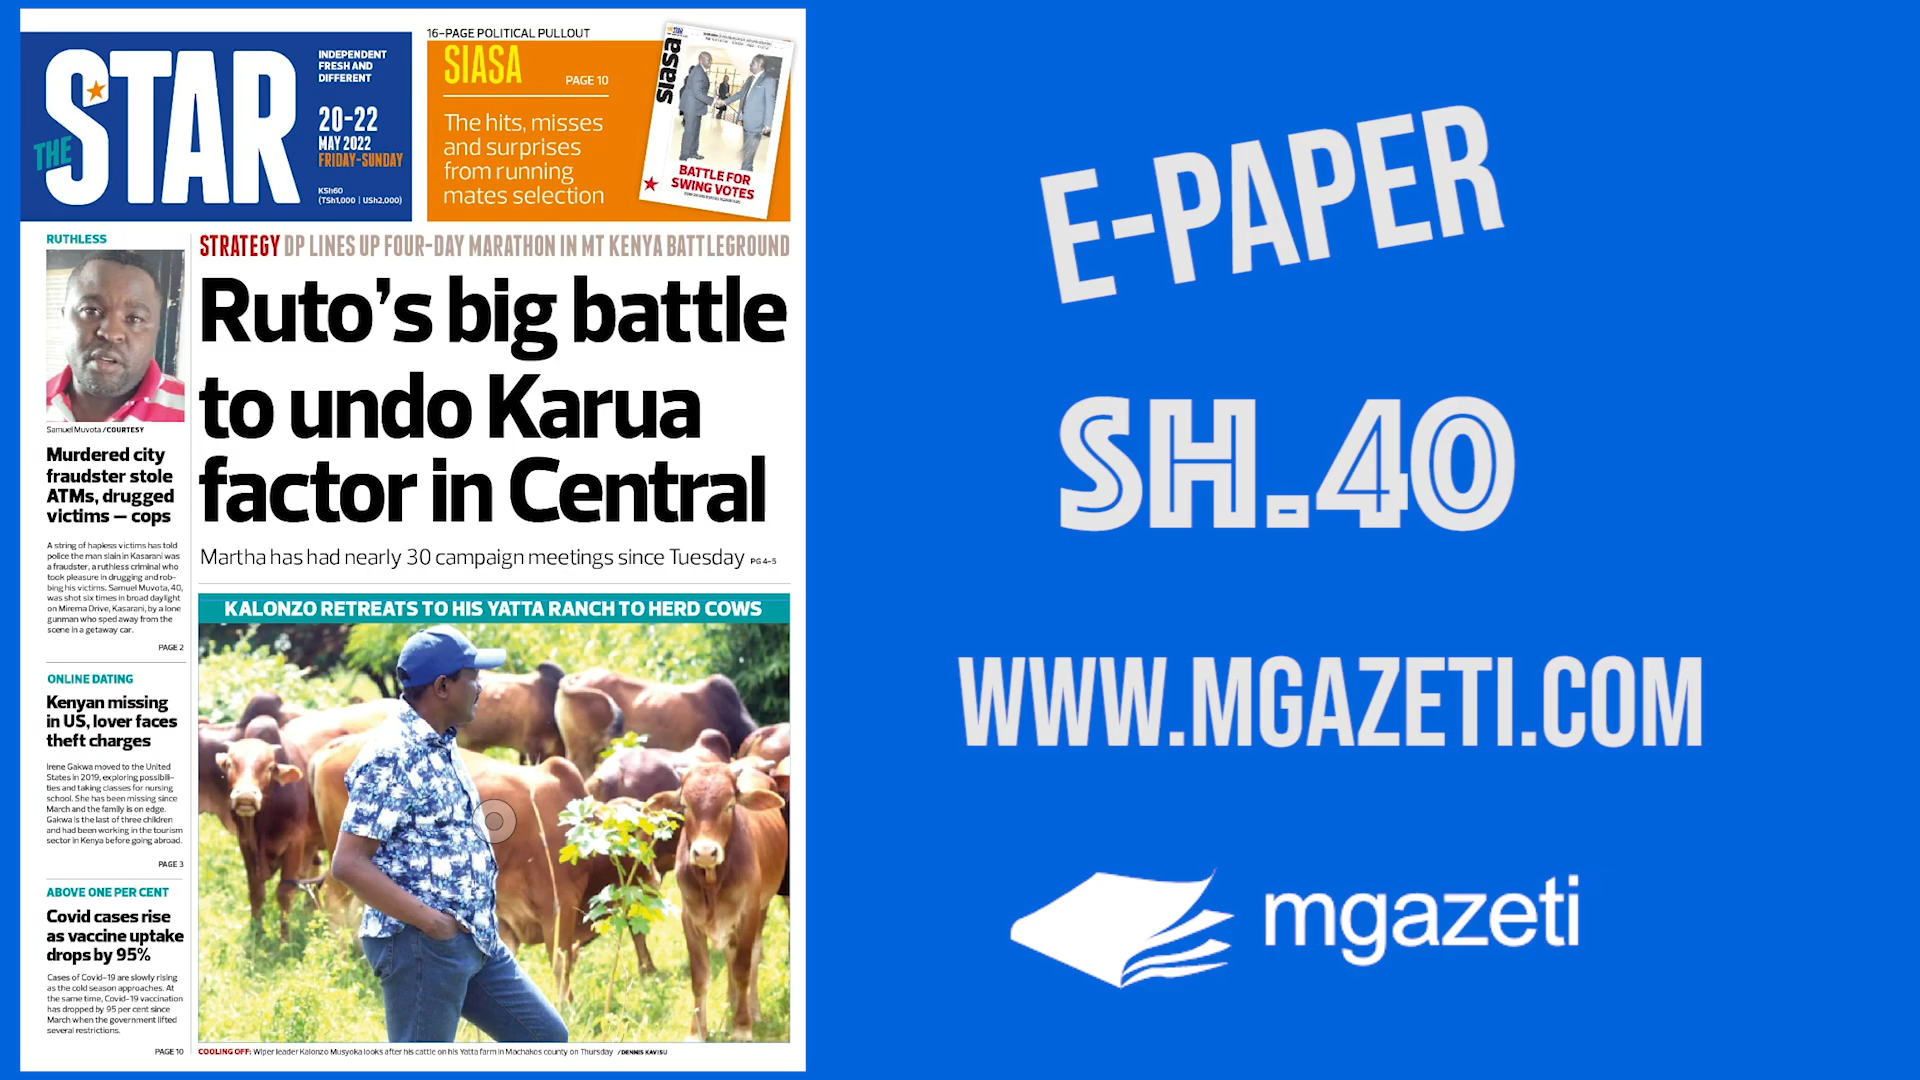 THE STAR
INDEPENDENT
FRESH AND
DIFFERENT
20-22
MAY 2022
FRIDAY-SUNDAY
KSh60
(TSh1,000 | USh2,000)
16-PAGE POLITICAL PULLOUT
SIASA
PAGE 10
The hits, misses
and surprises
from running
mates selection
siasa
BATTLE FOR
SWING VOTES
RUTHLESS
Samuel Muvota /COURTESY
Murdered city
fraudster stole
ATMs, drugged
victims — cops
A string of hapless victims has told
police the man slain in Kasarani was
a fraudster, a ruthless criminal who
took pleasure in drugging and rob-
bing his victims. Samuel Muvota, 40,
was shot six times in broad daylight
on Mirema Drive, Kasarani, by a lone
gunman who sped away from the
scene in a getaway car.
PAGE 2
ONLINE DATING
Kenyan missing
in US, lover faces
theft charges
Irene Gakwa moved to the United
States in 2019, exploring possibili-
ties and taking classes for nursing
school. She has been missing since
March and the family is on edge.
Gakwa is the last of three children
and had been working in the tourism
sector in Kenya before going abroad.
PAGE 3
ABOVE ONE PER CENT
Covid cases rise
as vaccine uptake
drops by 95%
Cases of Covid-19 are slowly rising
as the cold season approaches. At
the same time, Covid-19 vaccination
has dropped by 95 per cent since
March when the government lifted
several restrictions.
PAGE 10
STRATEGY DP LINES UP FOUR-DAY MARATHON IN MT KENYA BATTLEGROUND
Ruto's big battle
to undo Karua
factor in Central
Martha has had nearly 30 campaign meetings since Tuesday PG 4-5
KALONZO RETREATS TO HIS YATTA RANCH TO HERD COWS
COOLING OFF: Wiper leader Kalonzo Musyoka looks after his cattle on his Yatta farm in Machakos county on Thursday /DENNIS KAVISU
E-PAPER
SH.40
WWW.MGAZETI.COM
mgazeti